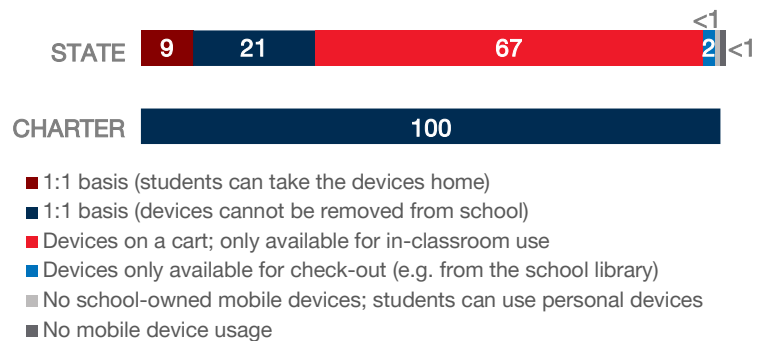 <1
STATE 9 21 67 2 <1
CHARTER 100
1:1 basis (students can take the devices home)
1:1 basis (devices cannot be removed from school)
Devices on a cart; only available for in-classroom use
Devices only available for check-out (e.g. from the school library)
No school-owned mobile devices; students can use personal devices
No mobile device usage